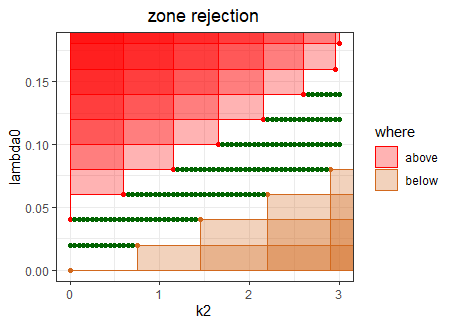 zone rejection
lambda0
0.15
0.10
0.05
0.00
0
1
2
3
k2
where
above
below